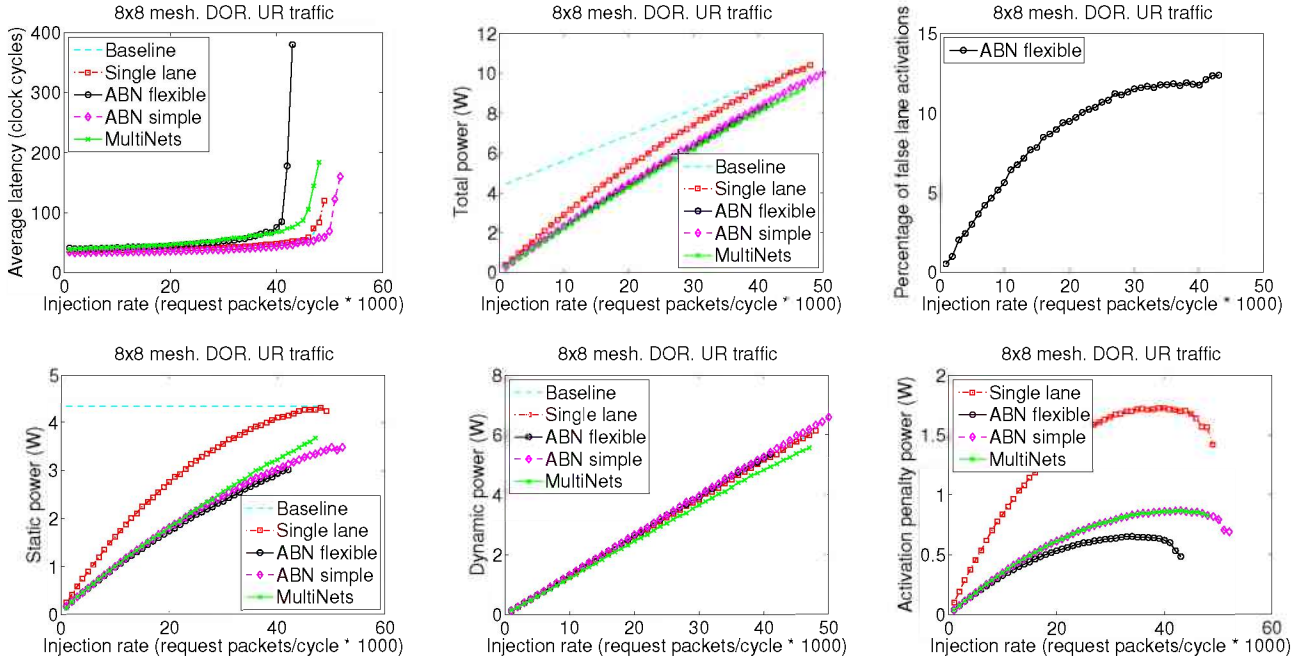 8x8 mesh. DOR. UR traffic
400
300
200
100
0
0
20
40
60
Average latency (clock cycles)
Injection rate (request packets/cycle * 1000)
Baseline
Single lane
ABN flexible
ABN simple
MultiNets
8x8 mesh. DOR. UR traffic
12
10
8
6
4
2
0
0
10
20
30
40
50
Total power (W)
Injection rate (request packets/cycle * 1000)
Baseline
Single lane
ABN flexible
ABN simple
MultiNets
8x8 mesh. DOR. UR traffic
15
10
5
0
0
10
20
30
40
50
Percentage of false lane activations
Injection rate (request packets/cycle * 1000)
ABN flexible
8x8 mesh. DOR. UR traffic
5
4
3
2
1
0
0
20
40
60
Static power (W)
Injection rate (request packets/cycle * 1000)
Baseline
Single lane
ABN flexible
ABN simple
MultiNets
8x8 mesh. DOR. UR traffic
8
6
4
2
0
0
10
20
30
40
50
Dynamic power (W)
Injection rate (request packets/cycle * 1000)
Baseline
Single lane
ABN flexible
ABN simple
MultiNets
8x8 mesh. DOR. UR traffic
2
1.5
1
0.5
0
0
20
40
60
Activation penalty power (W)
Injection rate (request packets/cycle * 1000)
Single lane
ABN flexible
ABN simple
MultiNets